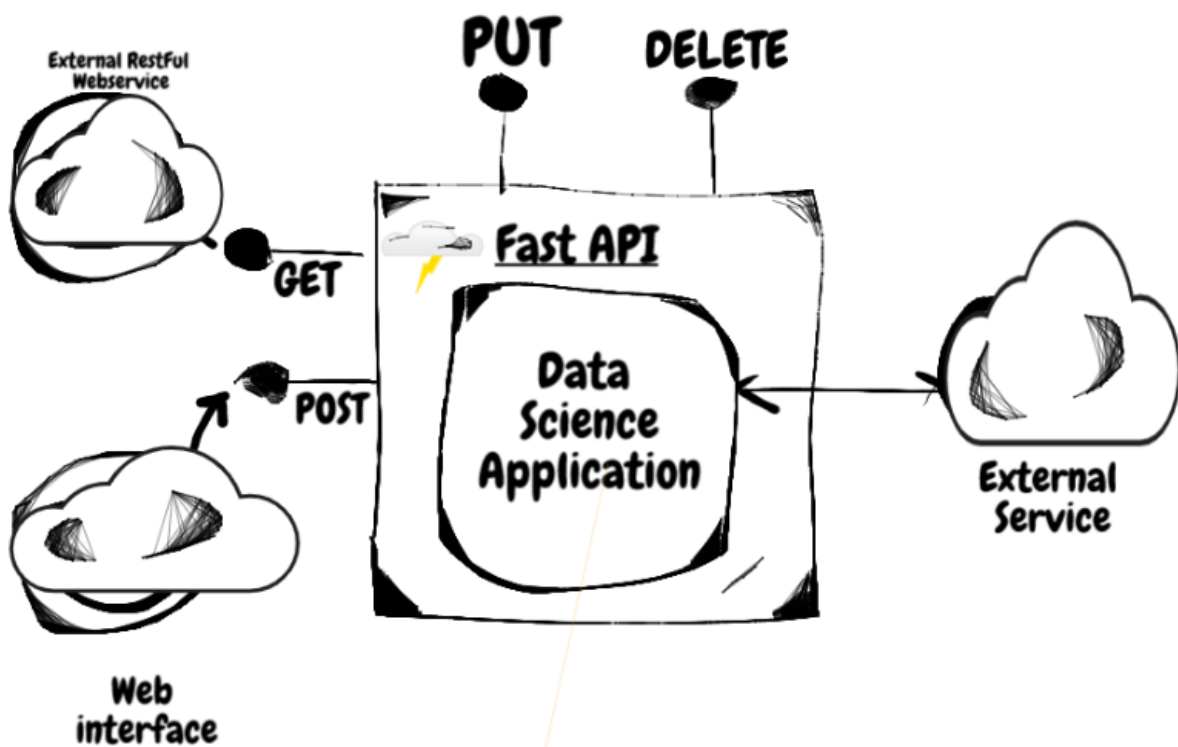 External RestFul
Webservice
PUT
DELETE
GET
Fast API
POST
Data
Science
Application
External
Service
Web
interface